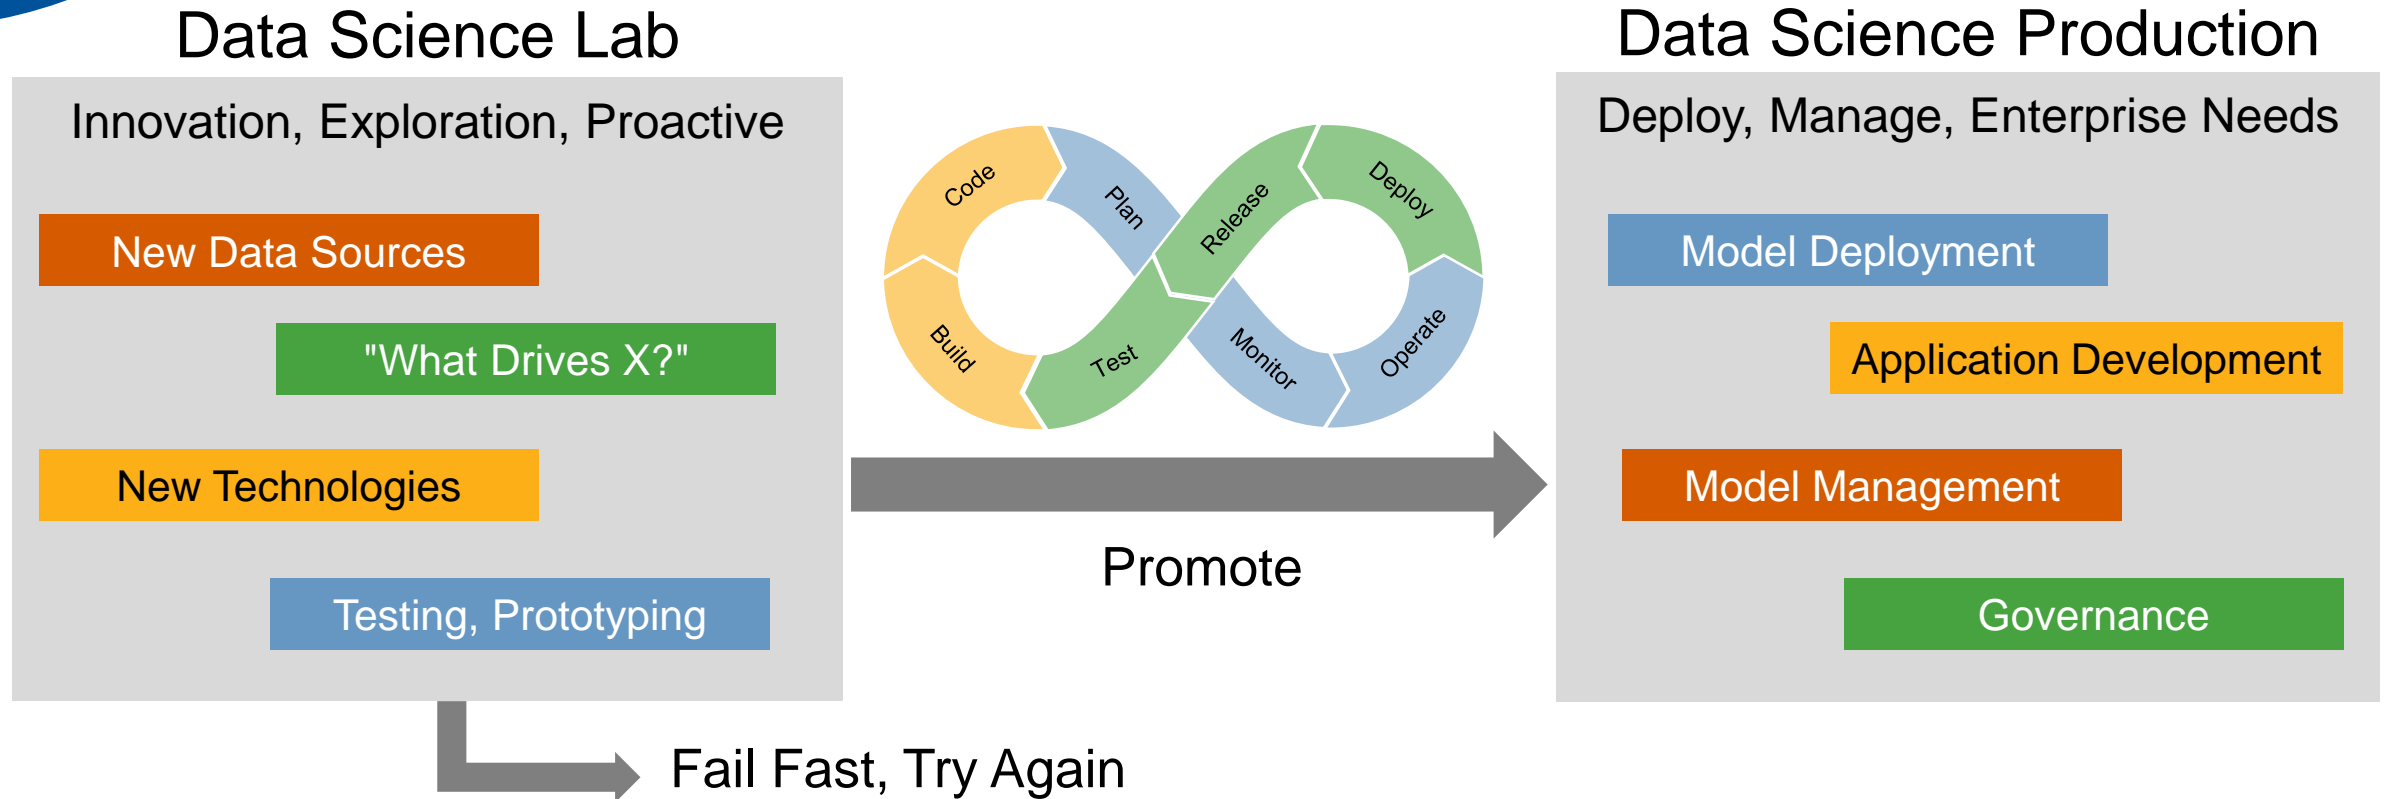 Data Science Lab
Innovation, Exploration, Proactive
New Data Sources
"What Drives X?"
New Technologies
Testing, Prototyping
Fail Fast, Try Again
Code
Plan
Release
Deploy
Build
Test
Monitor
Operate
Promote
Data Science Production
Deploy, Manage, Enterprise Needs
Model Deployment
Application Development
Model Management
Governance